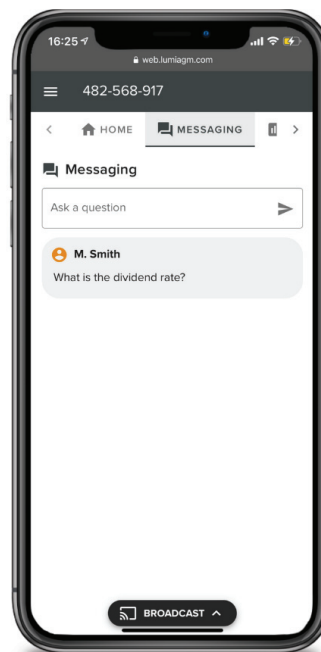 16:25
web.lumiagm.com
482-568-917
HOME
MESSAGING
Messaging
Ask a question
M. Smith
What is the dividend rate?
BROADCAST